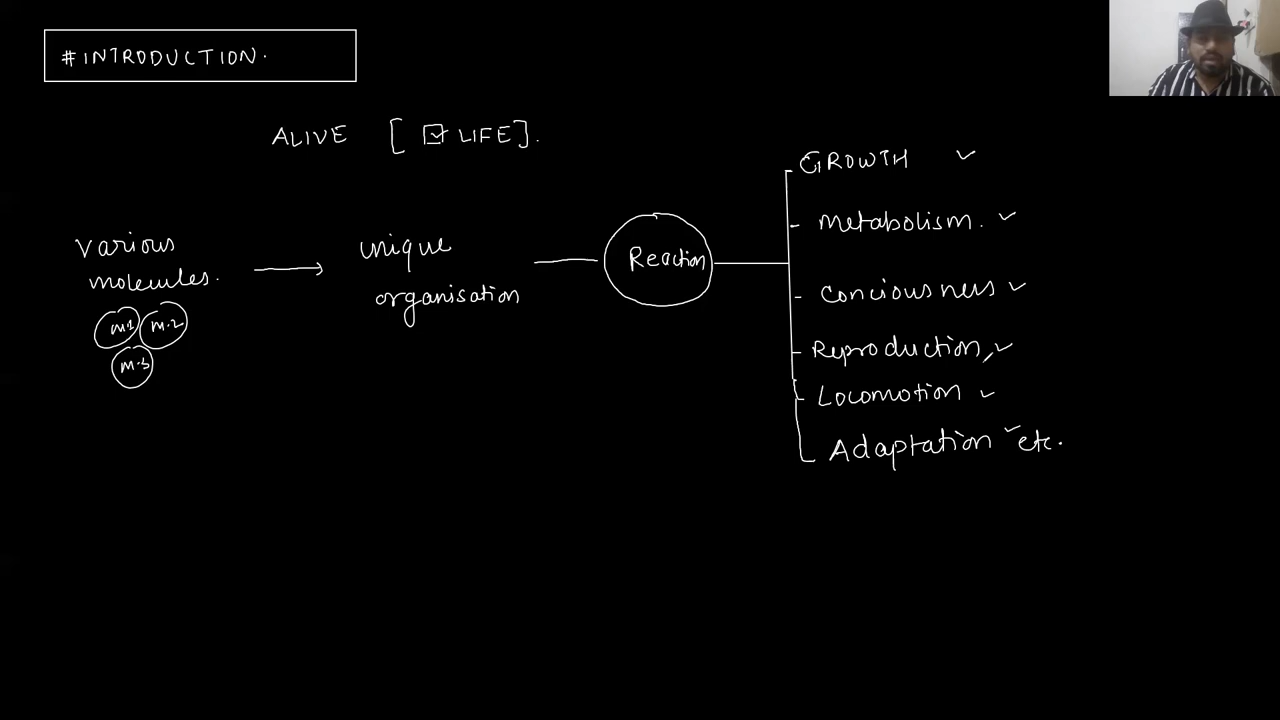 # INTRODUCTION.
ALIVE [ ☑ LIFE ].
various
molecules.
m.1
m.2
m.3
unique
organisation
Reaction
GROWTH ✓
Metabolism. ✓
Conciousness ✓
Reproduction, ✓
Locomotion ✓
Adaptation ✓ etc.